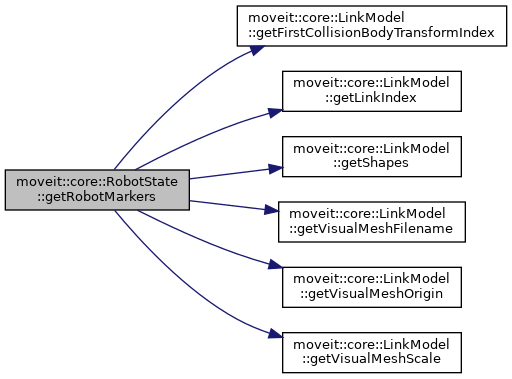 moveit::core::LinkModel
::getFirstCollisionBodyTransformIndex
moveit::core::LinkModel
::getLinkIndex
moveit::core::LinkModel
::getShapes
moveit::core::RobotState
::getRobotMarkers
moveit::core::LinkModel
::getVisualMeshFilename
moveit::core::LinkModel
::getVisualMeshOrigin
moveit::core::LinkModel
::getVisualMeshScale